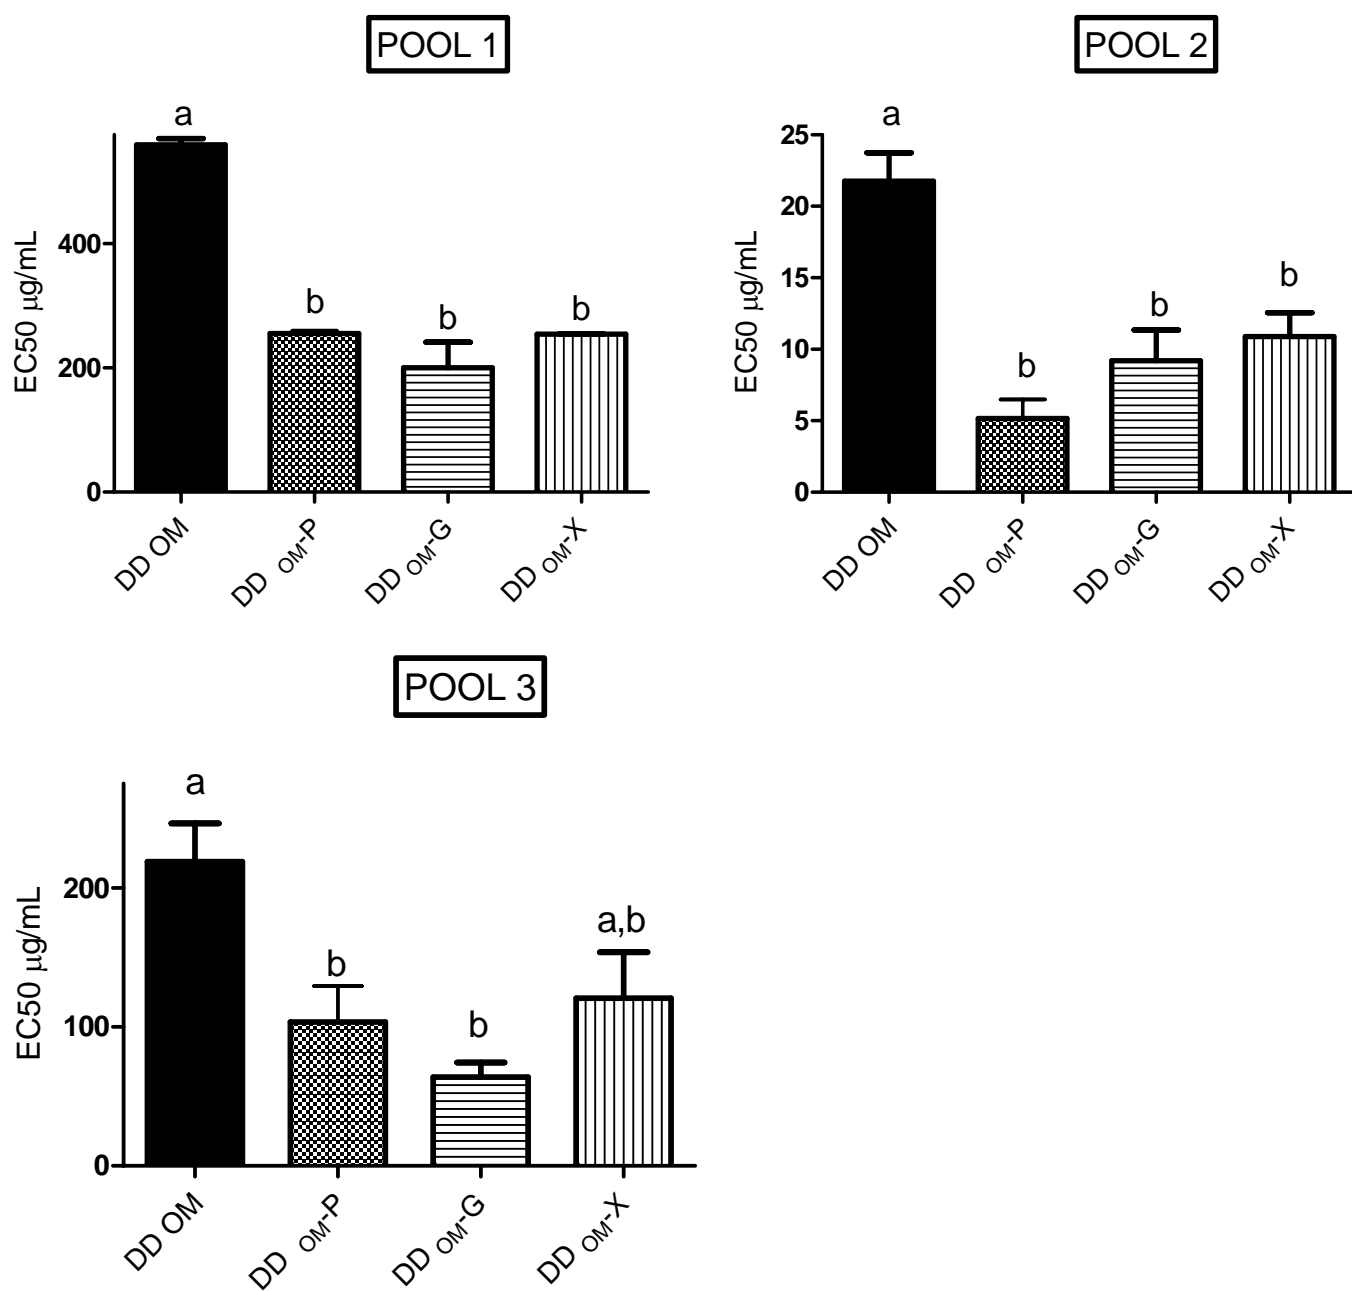 POOL 1
a
b
b
b
EC50 μg/mL
400
200
0
DD OM
DD OM-P
DD OM-G
DD OM-X
POOL 2
a
b
b
b
EC50 μg/mL
25
20
15
10
5
0
DD OM
DD OM-P
DD OM-G
DD OM-X
POOL 3
a
b
b
a,b
EC50 μg/mL
200
100
0
DD OM
DD OM-P
DD OM-G
DD OM-X